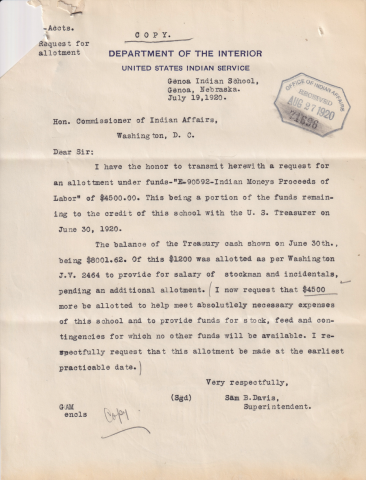 -Accts.
COPY.
Request for
allotment
DEPARTMENT OF THE INTERIOR
UNITED STATES INDIAN SERVICE
Genoa Indian School,
Genoa, Nebraska.
July 19, 1920.
OFFICE OF INDIAN AFFAIRS
RECEIVED
AUG 27 1920
Hon. Commissioner of Indian Affairs,
Washington, D. C.
Dear Sir:
I have the honor to transmit herewith a request for
an allotment under funds-"E-90592-Indian Moneys Proceeds of
Labor" of $4500.00. This being a portion of the funds remain-
ing to the credit of this school with the U. S. Treasurer on
June 30, 1920.
The balance of the Treasury cash shown on June 30th.,
being $8001.62. Of this $1200 was allotted as per Washington
J.V. 2464 to provide for salary of stockman and incidentals,
pending an additional allotment. I now request that $4500
more be allotted to help meet absolutlely necessary expenses
of this school and to provide funds for stock, feed and con-
tingencies for which no other funds will be available. I re-
spectfully request that this allotment be made at the earliest
practicable date.
Very respectfully,
(Sgd) Sam B. Davis,
Superintendent.
GAM
encls
Copy